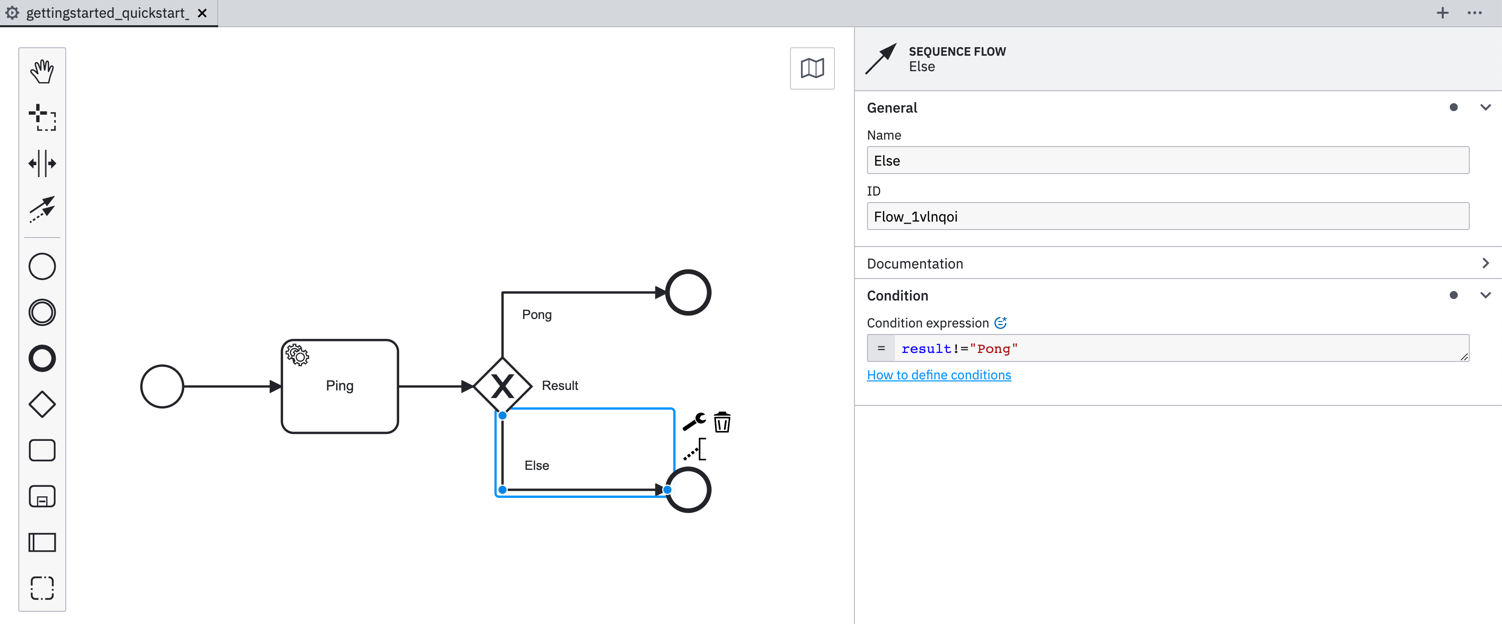 gettingstarted_quickstart_
SEQUENCE FLOW
Else
General
Name
Else
ID
Flow_1vlnqoi
Documentation
Condition
Condition expression
= result!="Pong"
How to define conditions
Pong
Ping
X
Result
Else